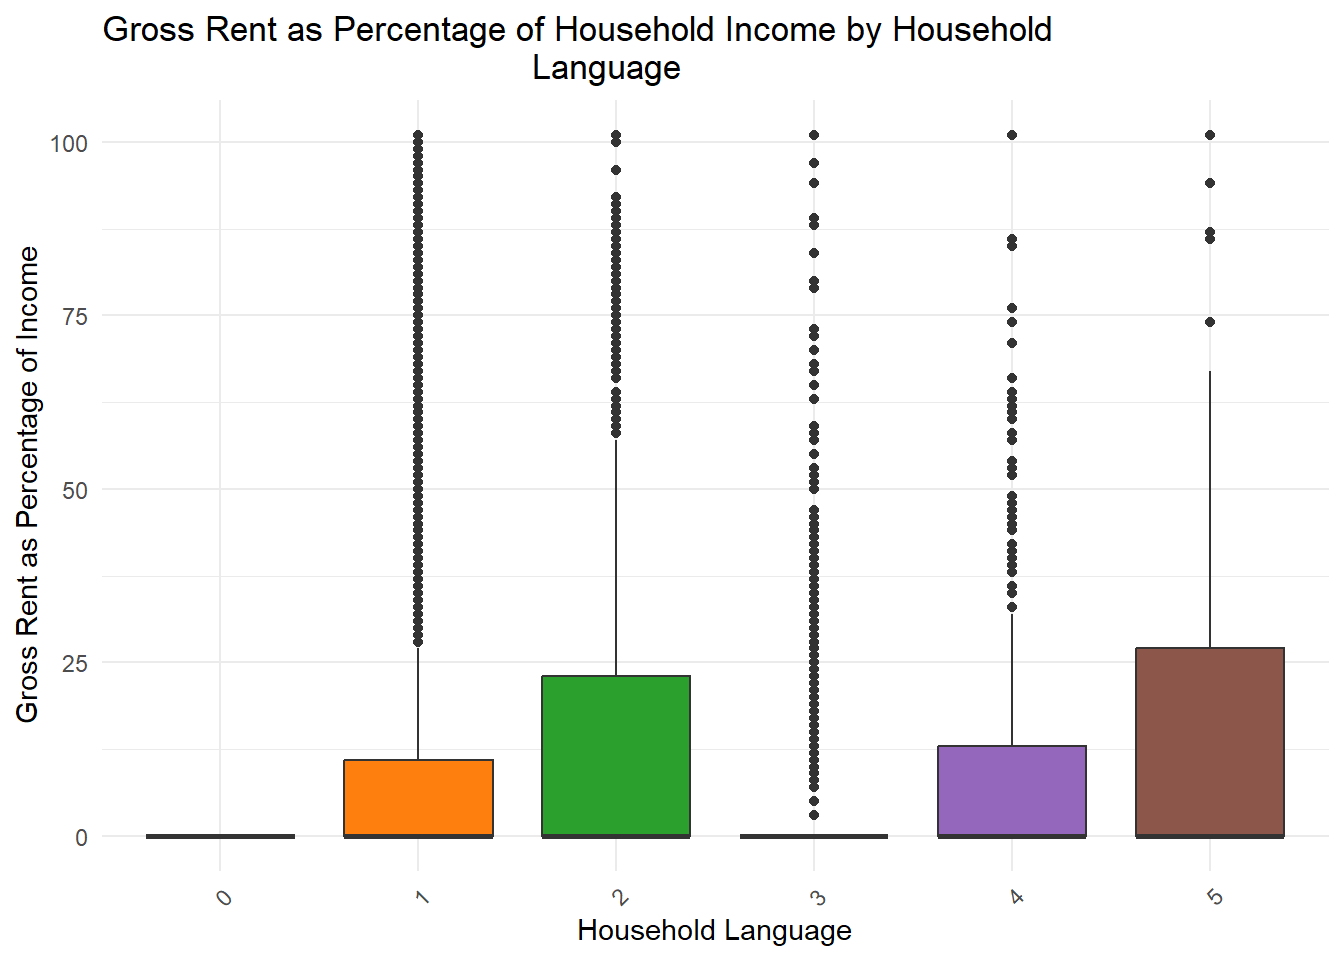 Gross Rent as Percentage of Household Income by Household
Language
Gross Rent as Percentage of Income
100
75
50
25
0
0
1
2
3
4
5
Household Language